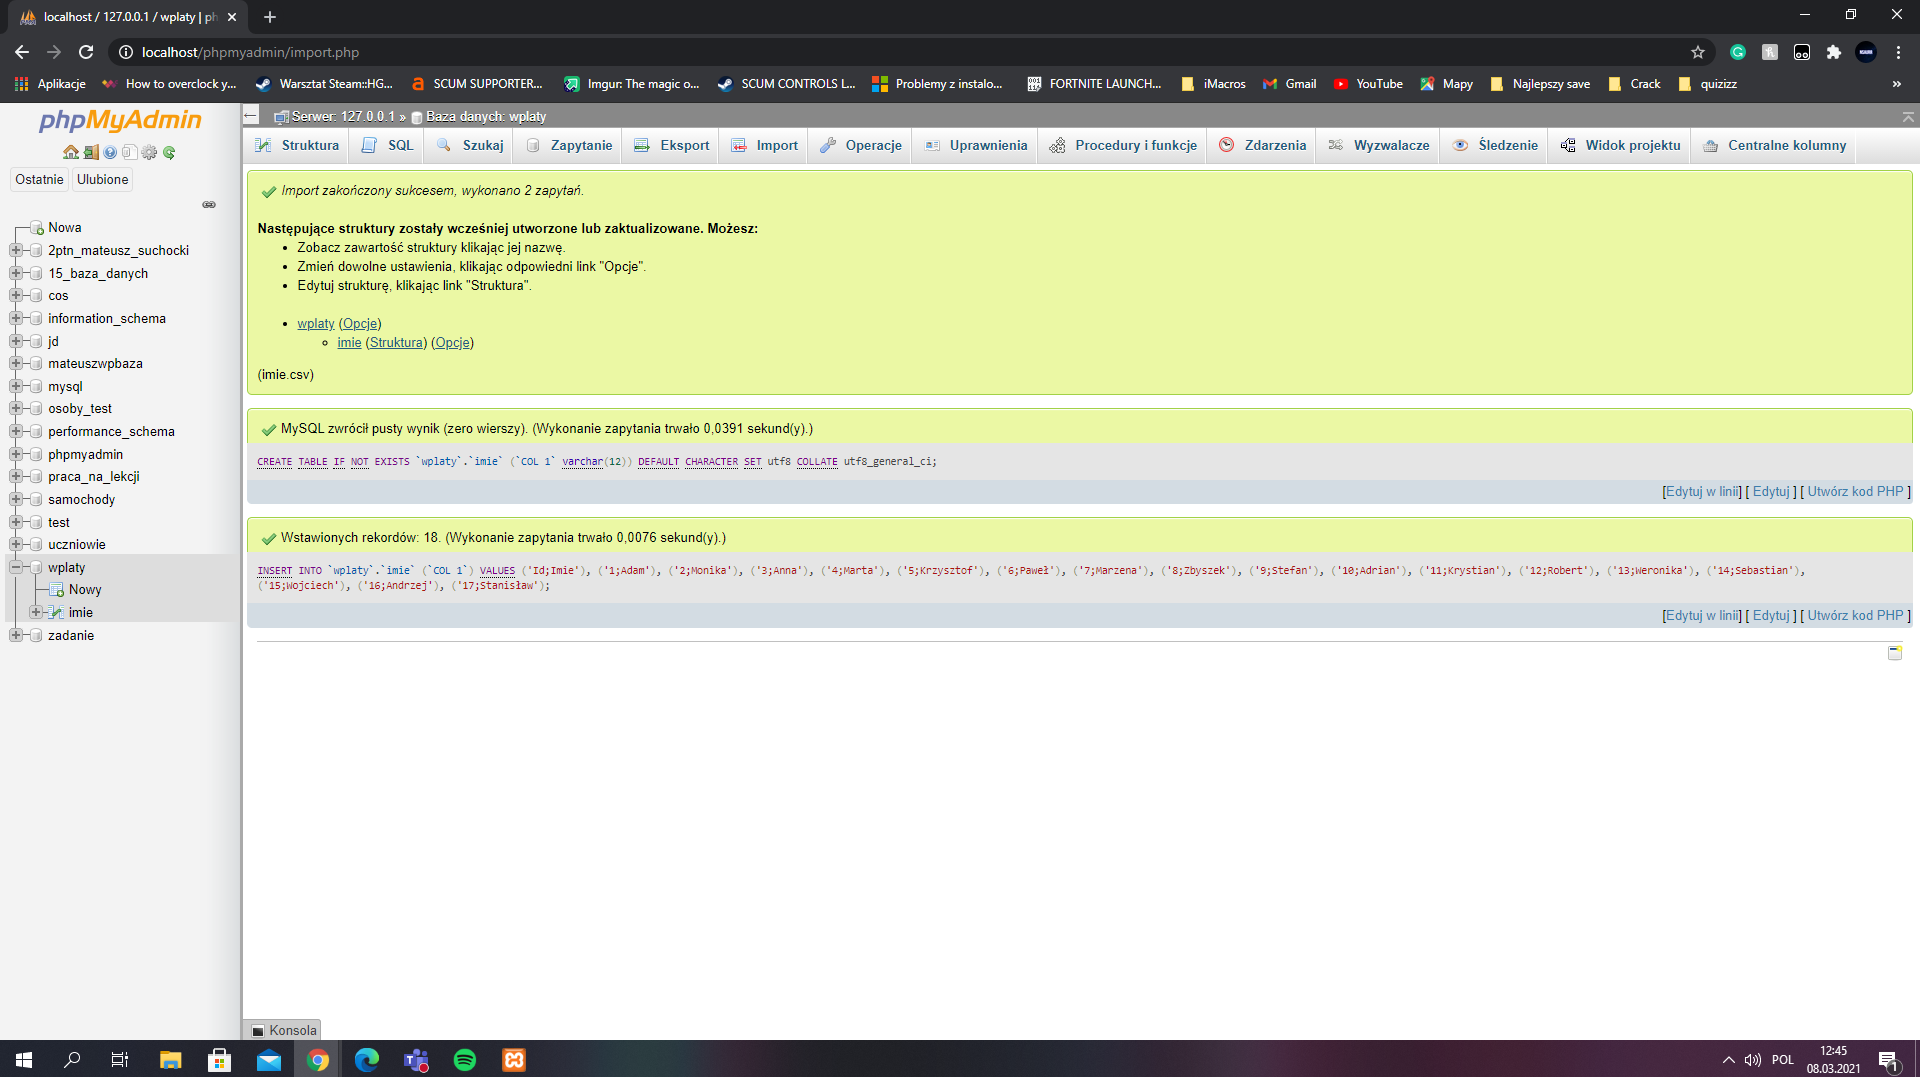 localhost / 127.0.0.1 / wplaty | ph
localhost/phpmyadmin/import.php
Aplikacje
How to overclock y...
Warsztat Steam::HG...
SCUM SUPPORTER...
Imgur: The magic o...
SCUM CONTROLS L...
Problemy z instalo...
FORTNITE LAUNCH...
iMacros
Gmail
YouTube
Mapy
Najlepszy save
Crack
quizizz
»
phpMyAdmin
Ostatnie
Ulubione
Nowa
2ptn_mateusz_suchocki
15_baza_danych
cos
information_schema
jd
mateuszwpbaza
mysql
osoby_test
performance_schema
phpmyadmin
praca_na_lekcji
samochody
test
uczniowie
wplaty
Nowy
imie
zadanie
Serwer: 127.0.0.1 » Baza danych: wplaty
Struktura
SQL
Szukaj
Zapytanie
Eksport
Import
Operacje
Uprawnienia
Procedury i funkcje
Zdarzenia
Wyzwalacze
Śledzenie
Widok projektu
Centralne kolumny
Import zakończony sukcesem, wykonano 2 zapytań.
Następujące struktury zostały wcześniej utworzone lub zaktualizowane. Możesz:
Zobacz zawartość struktury klikając jej nazwę.
Zmień dowolne ustawienia, klikając odpowiedni link "Opcje".
Edytuj strukturę, klikając link "Struktura".
wplaty (Opcje)
imie (Struktura) (Opcje)
(imie.csv)
MySQL zwrócił pusty wynik (zero wierszy). (Wykonanie zapytania trwało 0,0391 sekund(y).)
CREATE TABLE IF NOT EXISTS `wplaty`.`imie` (`COL 1` varchar(12)) DEFAULT CHARACTER SET utf8 COLLATE utf8_general_ci;
[Edytuj w linii] [ Edytuj ] [ Utwórz kod PHP ]
Wstawionych rekordów: 18. (Wykonanie zapytania trwało 0,0076 sekund(y).)
INSERT INTO `wplaty`.`imie` (`COL 1`) VALUES ('Id;Imie'), ('1;Adam'), ('2;Monika'), ('3;Anna'), ('4;Marta'), ('5;Krzysztof'), ('6;Paweł'), ('7;Marzena'), ('8;Zbyszek'), ('9;Stefan'), ('10;Adrian'), ('11;Krystian'), ('12;Robert'), ('13;Weronika'), ('14;Sebastian'),
('15;Wojciech'), ('16;Andrzej'), ('17;Stanisław');
[Edytuj w linii] [ Edytuj ] [ Utwórz kod PHP ]
Konsola
POL
12:45
08.03.2021
1